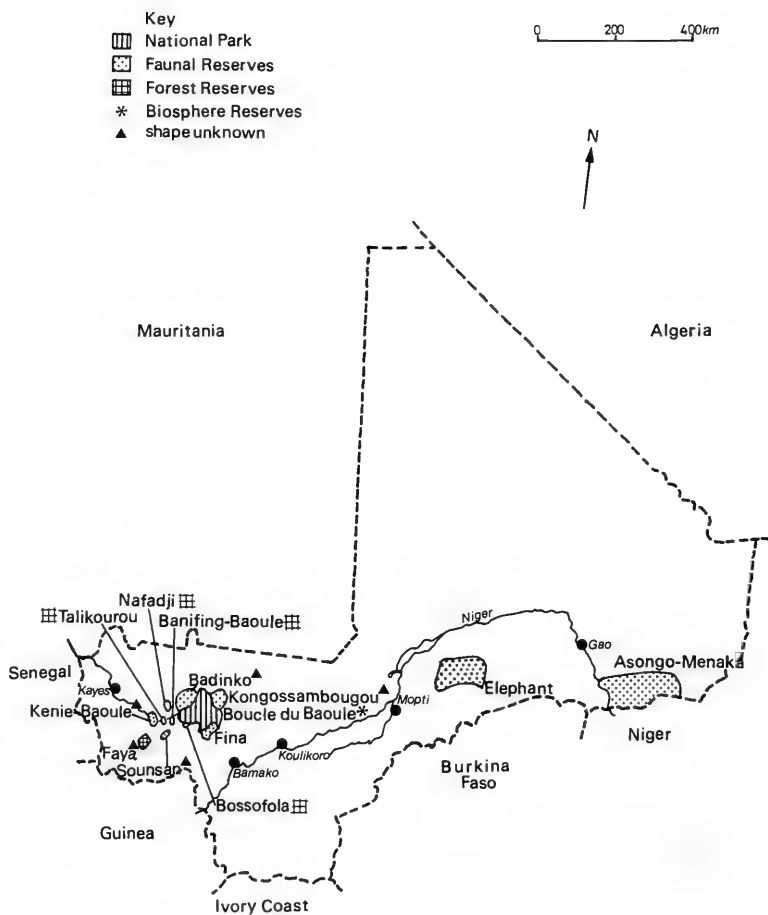 Key
National Park
Faunal Reserves
Forest Reserves
Biosphere Reserves
shape unknown
0 200 400km
N
Mauritania
Algeria
Nafadji
Talikourou
Banifing-Baoule
Niger
Gao
Senegal
Badinko
Asongo-Menaka
Kayes
Kongossambougou
Elephant
Kenie-Baoule
Boucle du Baoule
Mopti
Fina
Niger
Faya
Koulikoro
Sounsan
Bamako
Burkina
Faso
Bossofola
Guinea
Ivory Coast